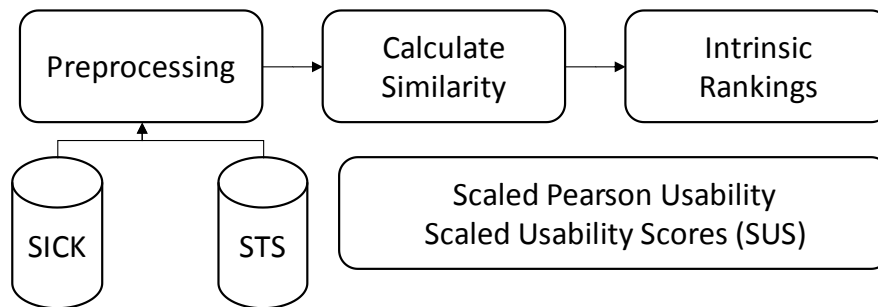 Preprocessing
Calculate
Similarity
Intrinsic
Rankings
SICK
STS
Scaled Pearson Usability
Scaled Usability Scores (SUS)